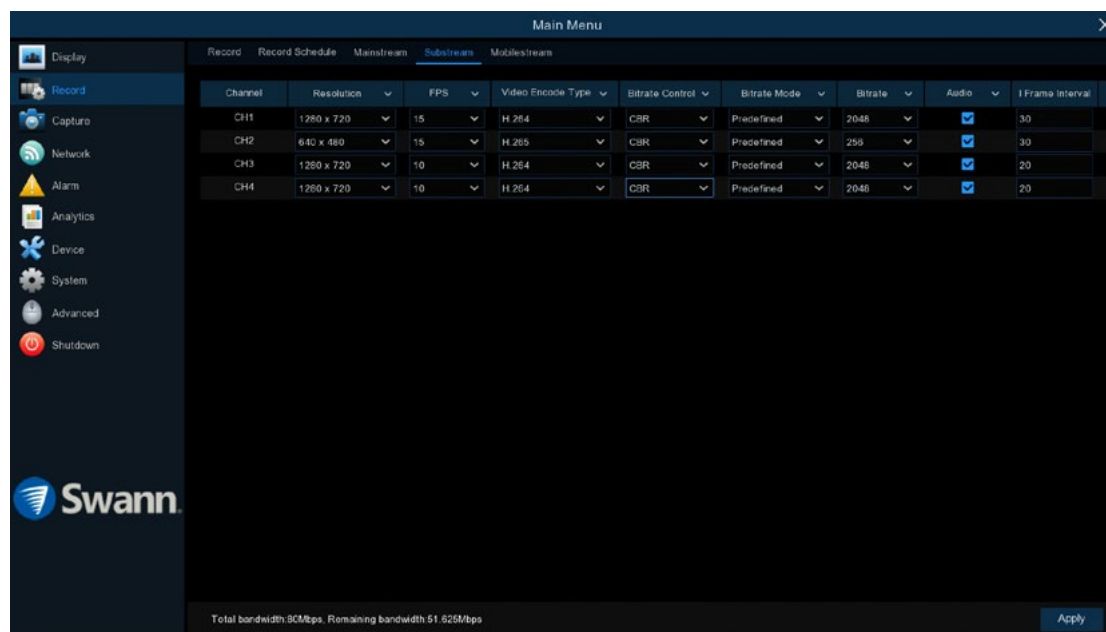 Main Menu
Display
Record
Capture
Network
Alarm
Analytics
Device
System
Advanced
Shutdown
Swann
Record Record Schedule Mainstream Substream Mobilestream
Channel Resolution FPS Video Encode Type Bitrate Control Bitrate Mode Bitrate Audio I Frame Interval
CH1 1280 x 720 15 H.264 CBR Predefined 2048 30
CH2 640 x 480 15 H.265 CBR Predefined 256 30
CH3 1280 x 720 10 H.264 CBR Predefined 2048 20
CH4 1280 x 720 10 H.264 CBR Predefined 2048 20
Total bandwidth:80Mbps, Remaining bandwidth:51.625Mbps
Apply